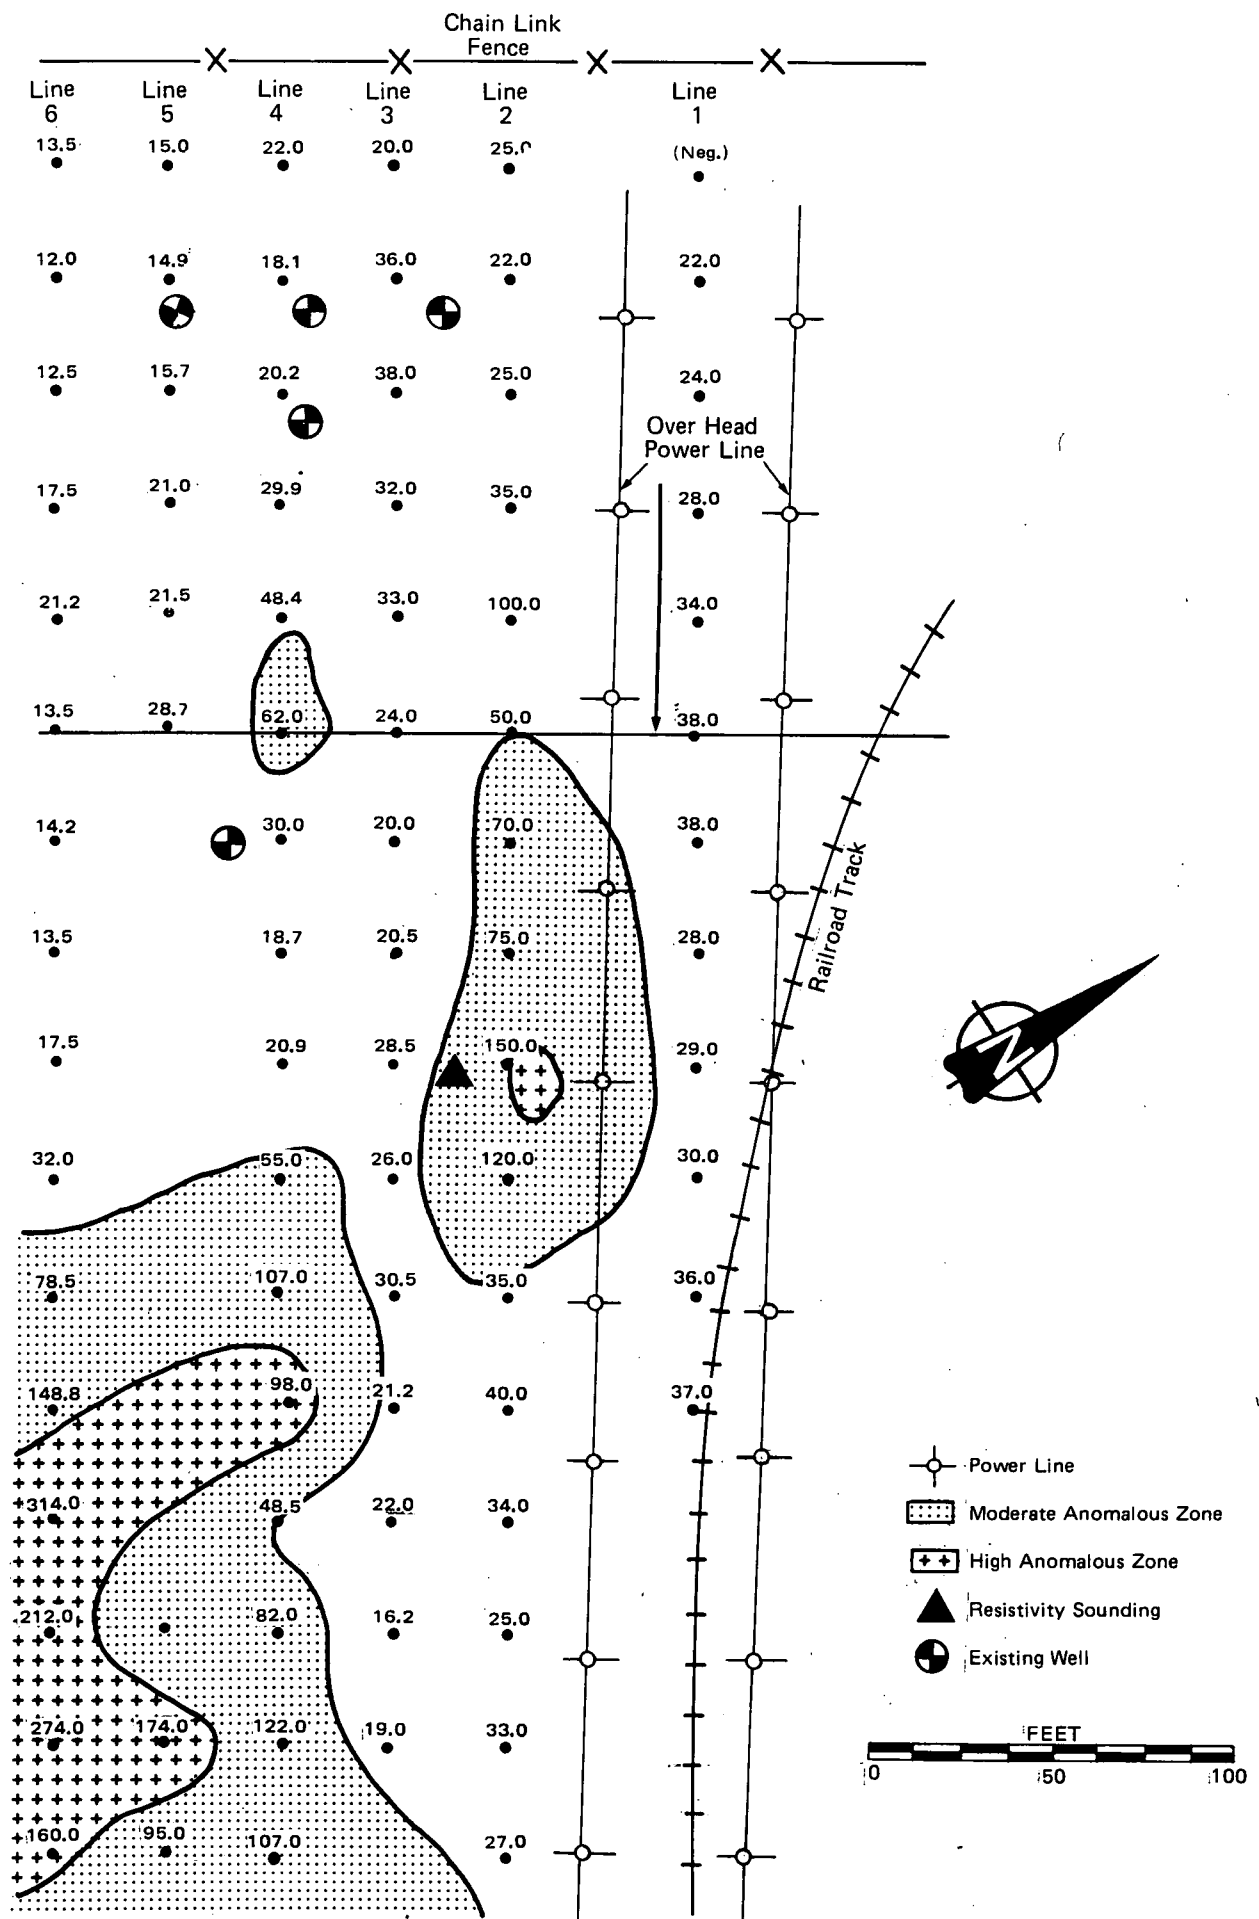 Chain Link
Fence
Line Line Line Line Line Line
6 5 4 3 2 1
13.5 15.0 22.0 20.0 25.0 (Neg.)
12.0 14.9 18.1 36.0 22.0 22.0
12.5 15.7 20.2 38.0 25.0 24.0
Over Head
Power Line
17.5 21.0 29.9 32.0 35.0 28.0
21.2 21.5 48.4 33.0 100.0 34.0
13.5 28.7 62.0 24.0 50.0 38.0
14.2 30.0 20.0 70.0 38.0
Railroad Track
13.5 18.7 20.5 75.0 28.0
17.5 20.9 28.5 150.0 29.0
N
32.0 55.0 26.0 120.0 30.0
78.5 107.0 30.5 35.0 36.0
148.8 98.0 21.2 40.0 37.0
314.0 48.5 22.0 34.0
212.0 82.0 16.2 25.0
274.0 174.0 122.0 19.0 33.0
160.0 95.0 107.0 27.0
Power Line
Moderate Anomalous Zone
High Anomalous Zone
Resistivity Sounding
Existing Well
FEET
0 50 100